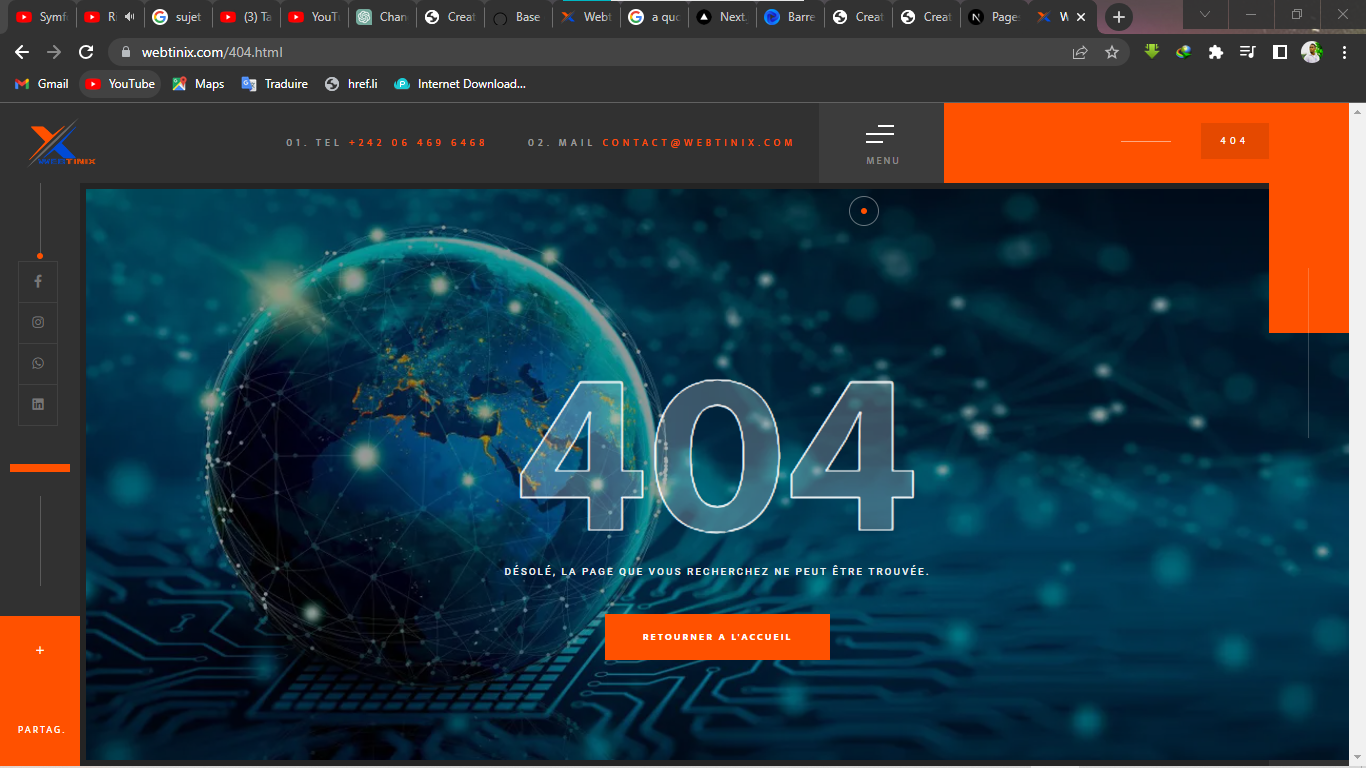 Symf
R
sujet
(3) Ta
YouT
Chan
Creat
Base
Webt
a quo
Next.
Barre
Creat
Creat
Page
W
webtinix.com/404.html
Gmail
YouTube
Maps
Traduire
href.li
Internet Download...
WEBTINIX
01. TEL +242 06 469 6468
02. MAIL CONTACT@WEBTINIX.COM
MENU
404
404
DÉSOLÉ, LA PAGE QUE VOUS RECHERCHEZ NE PEUT ÊTRE TROUVÉE.
RETOURNER A L'ACCUEIL
+
PARTAG.